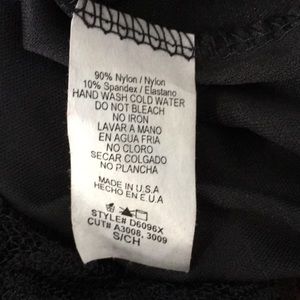 90% Nylon / Nylon
10% Spandex / Elastano
HAND WASH COLD WATER
DO NOT BLEACH
NO IRON
LAVAR A MANO
EN AGUA FRIA
NO CLORO
SECAR COLGADO
NO PLANCHA
MADE IN U.S.A
HECHO EN E.U.A
STYLE# D6096X
CUT# A3008, 3009
S/CH